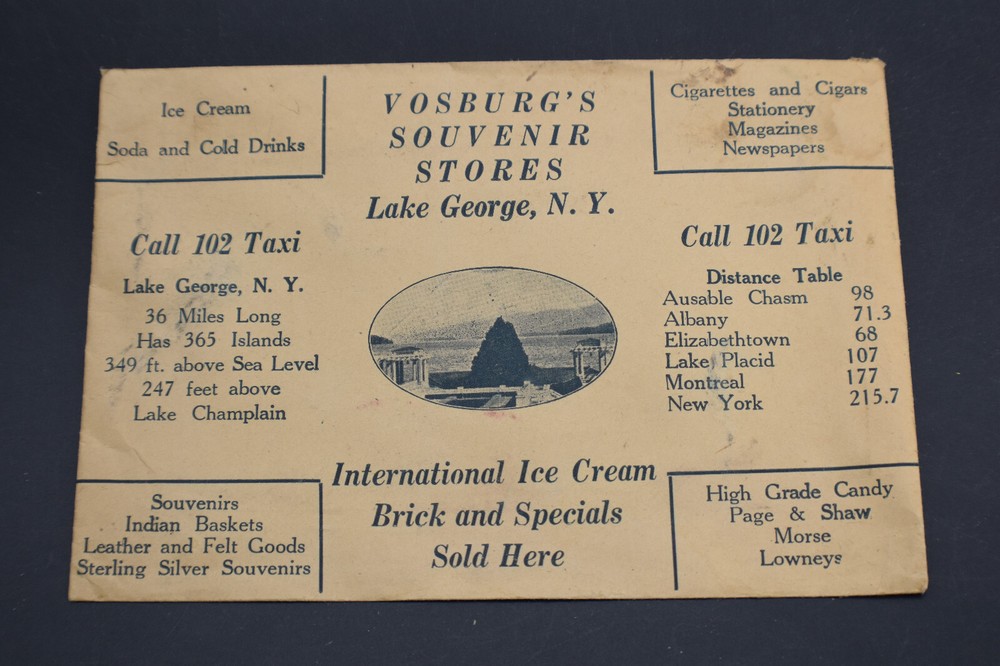 Ice Cream
Soda and Cold Drinks
VOSBURG'S
SOUVENIR
STORES
Lake George, N. Y.
Cigarettes and Cigars
Stationery
Magazines
Newspapers
Call 102 Taxi
Lake George, N. Y.
36 Miles Long
Has 365 Islands
349 ft. above Sea Level
247 feet above
Lake Champlain
Call 102 Taxi
Distance Table
Ausable Chasm 98
Albany 71.3
Elizabethtown 68
Lake Placid 107
Montreal 177
New York 215.7
International Ice Cream
Brick and Specials
Sold Here
Souvenirs
Indian Baskets
Leather and Felt Goods
Sterling Silver Souvenirs
High Grade Candy
Page & Shaw
Morse
Lowneys